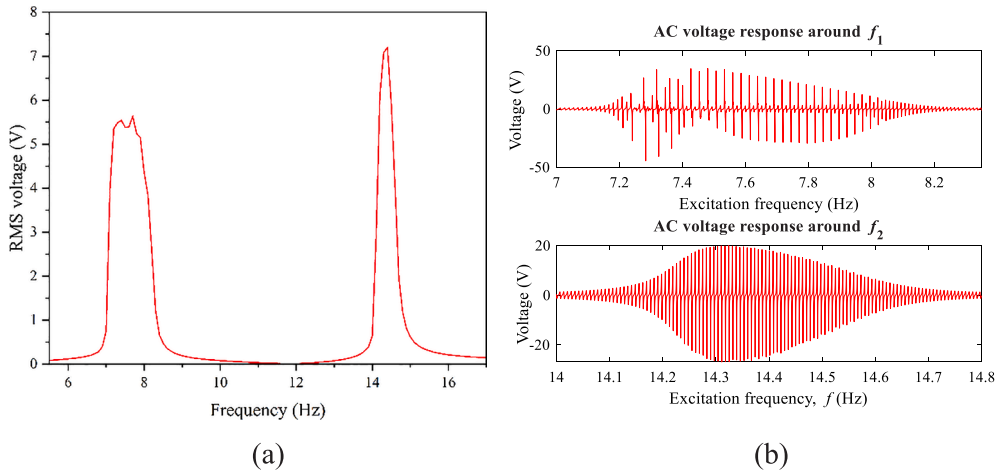 8
7
6
5
4
3
2
1
0
RMS voltage (V)
6 8 10 12 14 16
Frequency (Hz)
(a)
AC voltage response around f1
50
0
-50
Voltage (V)
7 7.2 7.4 7.6 7.8 8 8.2
Excitation frequency (Hz)
AC voltage response around f2
20
0
-20
Voltage (V)
14 14.1 14.2 14.3 14.4 14.5 14.6 14.7 14.8
Excitation frequency, f (Hz)
(b)